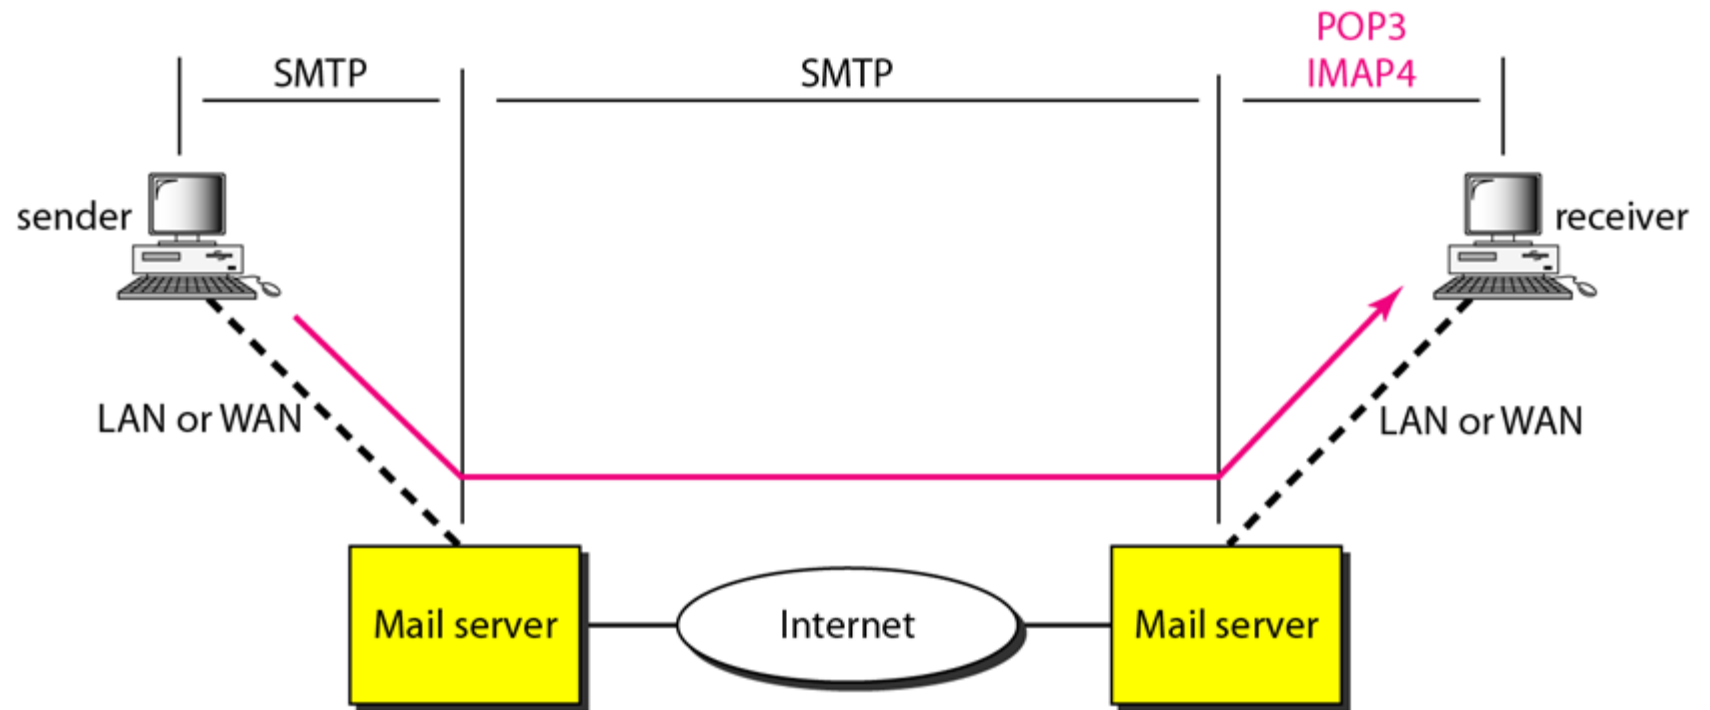 POP3
SMTP
SMTP
IMAP4
sender
receiver
LAN or WAN
LAN or WAN
Mail server
Internet
Mail server